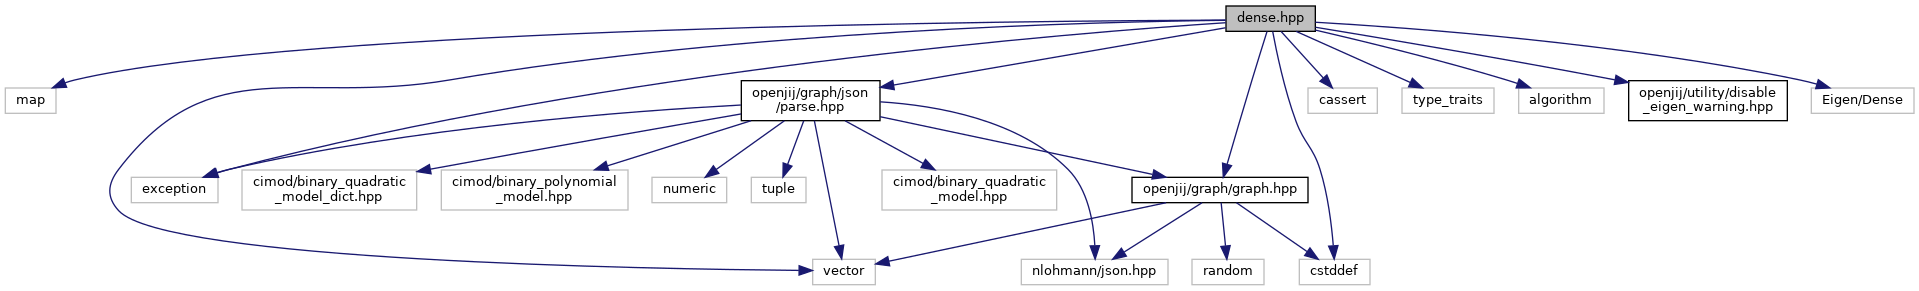 dense.hpp
map
openjij/graph/json
/parse.hpp
cassert
type_traits
algorithm
openjij/utility/disable
_eigen_warning.hpp
Eigen/Dense
exception
cimod/binary_quadratic
_model_dict.hpp
cimod/binary_polynomial
_model.hpp
numeric
tuple
cimod/binary_quadratic
_model.hpp
openjij/graph/graph.hpp
vector
nlohmann/json.hpp
random
cstddef